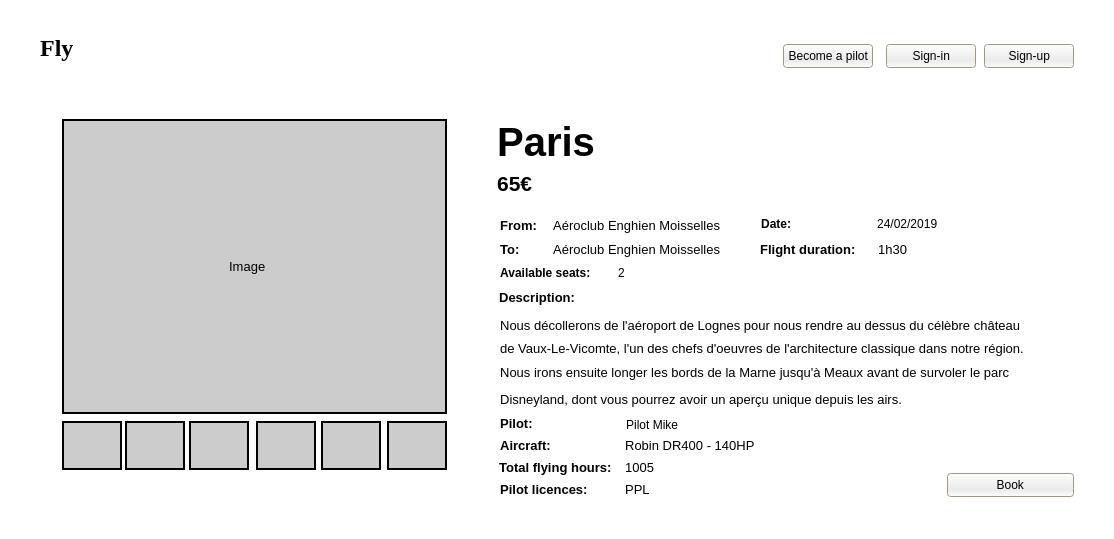 Fly
Become a pilot
Sign-in
Sign-up
Image
Paris
65€
From: Aéroclub Enghien Moisselles
Date: 24/02/2019
To: Aéroclub Enghien Moisselles
Flight duration: 1h30
Available seats: 2
Description:
Nous décollerons de l'aéroport de Lognes pour nous rendre au dessus du célèbre château
de Vaux-Le-Vicomte, l'un des chefs d'oeuvres de l'architecture classique dans notre région.
Nous irons ensuite longer les bords de la Marne jusqu'à Meaux avant de survoler le parc
Disneyland, dont vous pourrez avoir un aperçu unique depuis les airs.
Pilot: Pilot Mike
Aircraft: Robin DR400 - 140HP
Total flying hours: 1005
Pilot licences: PPL
Book